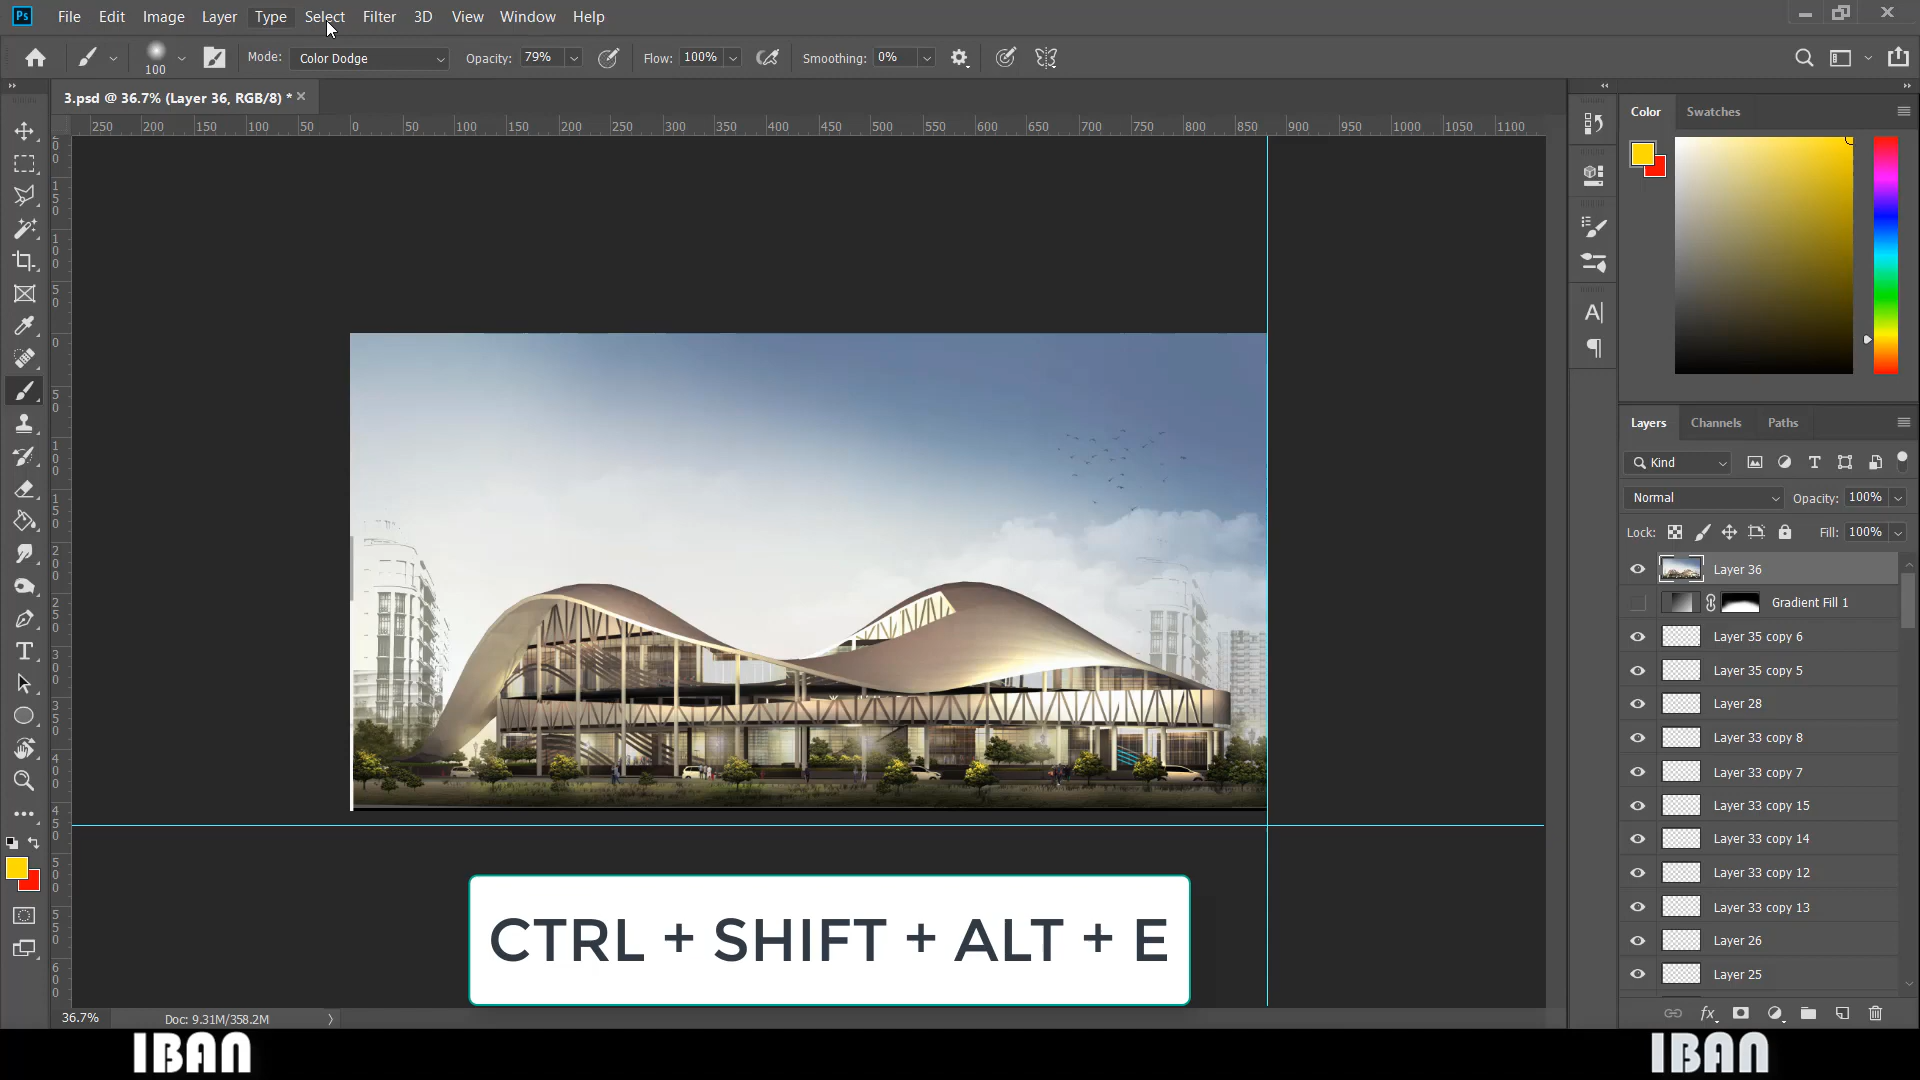 Ps File Edit Image Layer Type Select Filter 3D View Window Help
100 Mode: Color Dodge Opacity: 79% Flow: 100% Smoothing: 0%
3.psd @ 36.7% (Layer 36, RGB/8) *
250 200 150 100 50 0 50 100 150 200 250 300 350 400 450 500 550 600 650 700 750 800 850 900 950 1000 1050 1100
Color Swatches
Layers Channels Paths
Kind
Normal Opacity: 100%
Lock: Fill: 100%
Layer 36
Gradient Fill 1
Layer 35 copy 6
Layer 35 copy 5
Layer 28
Layer 33 copy 8
Layer 33 copy 7
Layer 33 copy 15
Layer 33 copy 14
Layer 33 copy 12
Layer 33 copy 13
Layer 26
Layer 25
CTRL + SHIFT + ALT + E
36.7% Doc: 9.31M/358.2M
IBAN IBAN